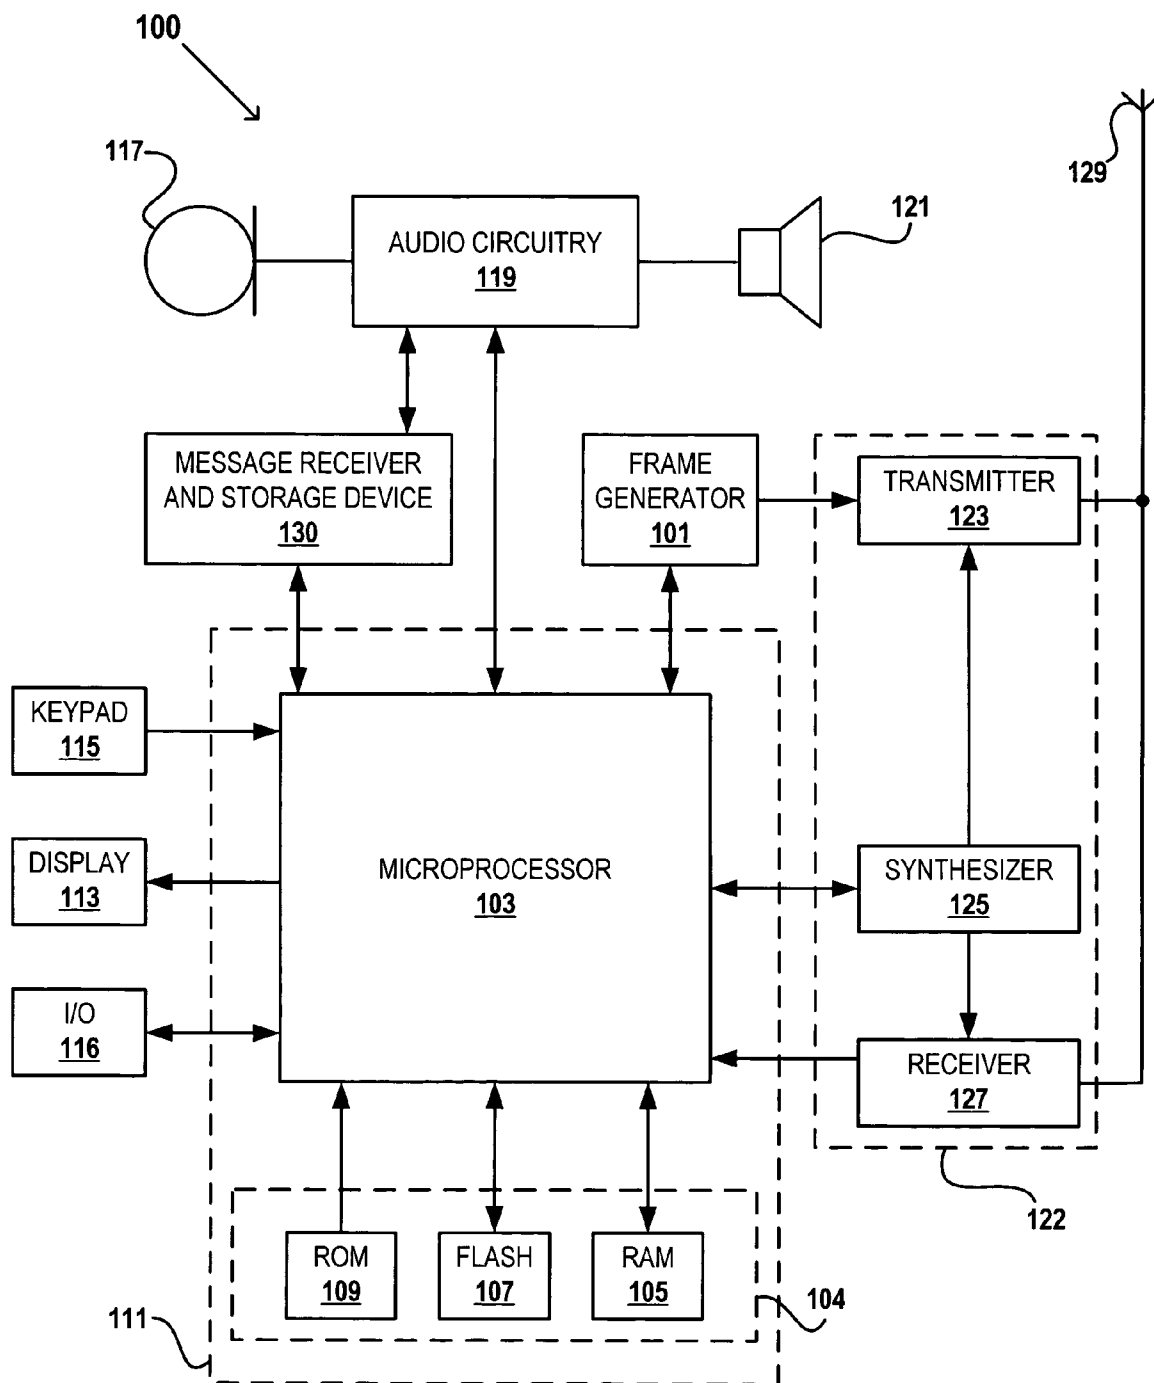 100
117
129
121
AUDIO CIRCUITRY
119
MESSAGE RECEIVER
AND STORAGE DEVICE
130
FRAME
GENERATOR
101
TRANSMITTER
123
KEYPAD
115
DISPLAY
113
I/O
116
MICROPROCESSOR
103
SYNTHESIZER
125
RECEIVER
127
122
ROM
109
FLASH
107
RAM
105
104
111